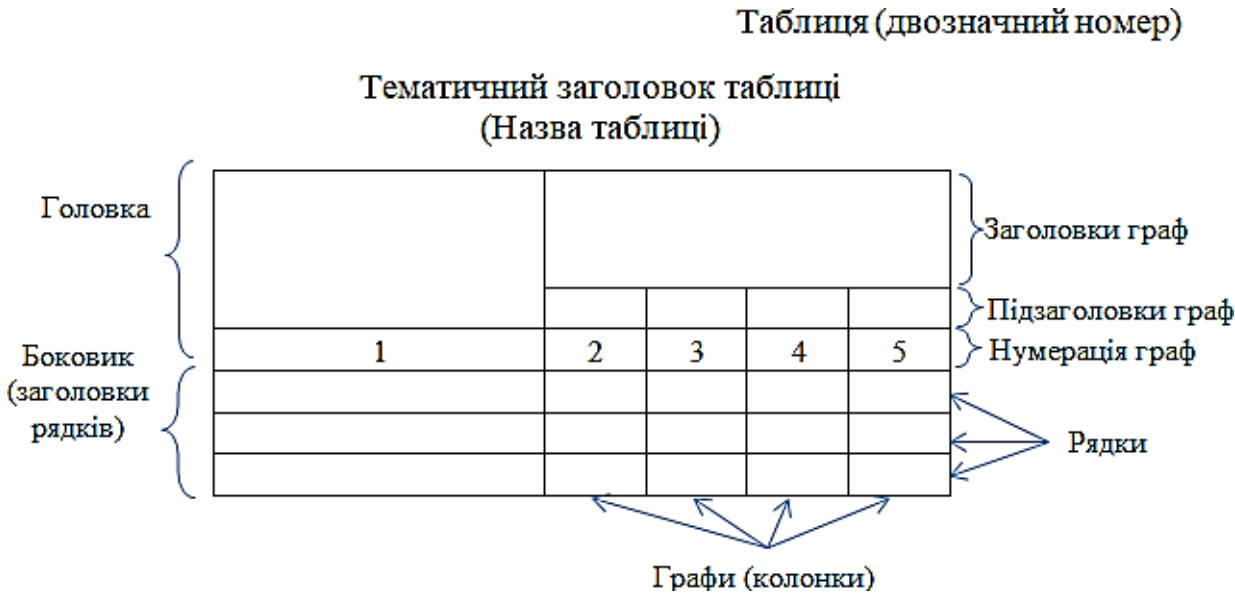 Таблиця (двозначний номер)
Тематичний заголовок таблиці
(Назва таблиці)
Головка
Заголовки граф
Підзаголовки граф
1 2 3 4 5
Нумерація граф
Боковик
(заголовки
рядків)
Рядки
Графи (колонки)